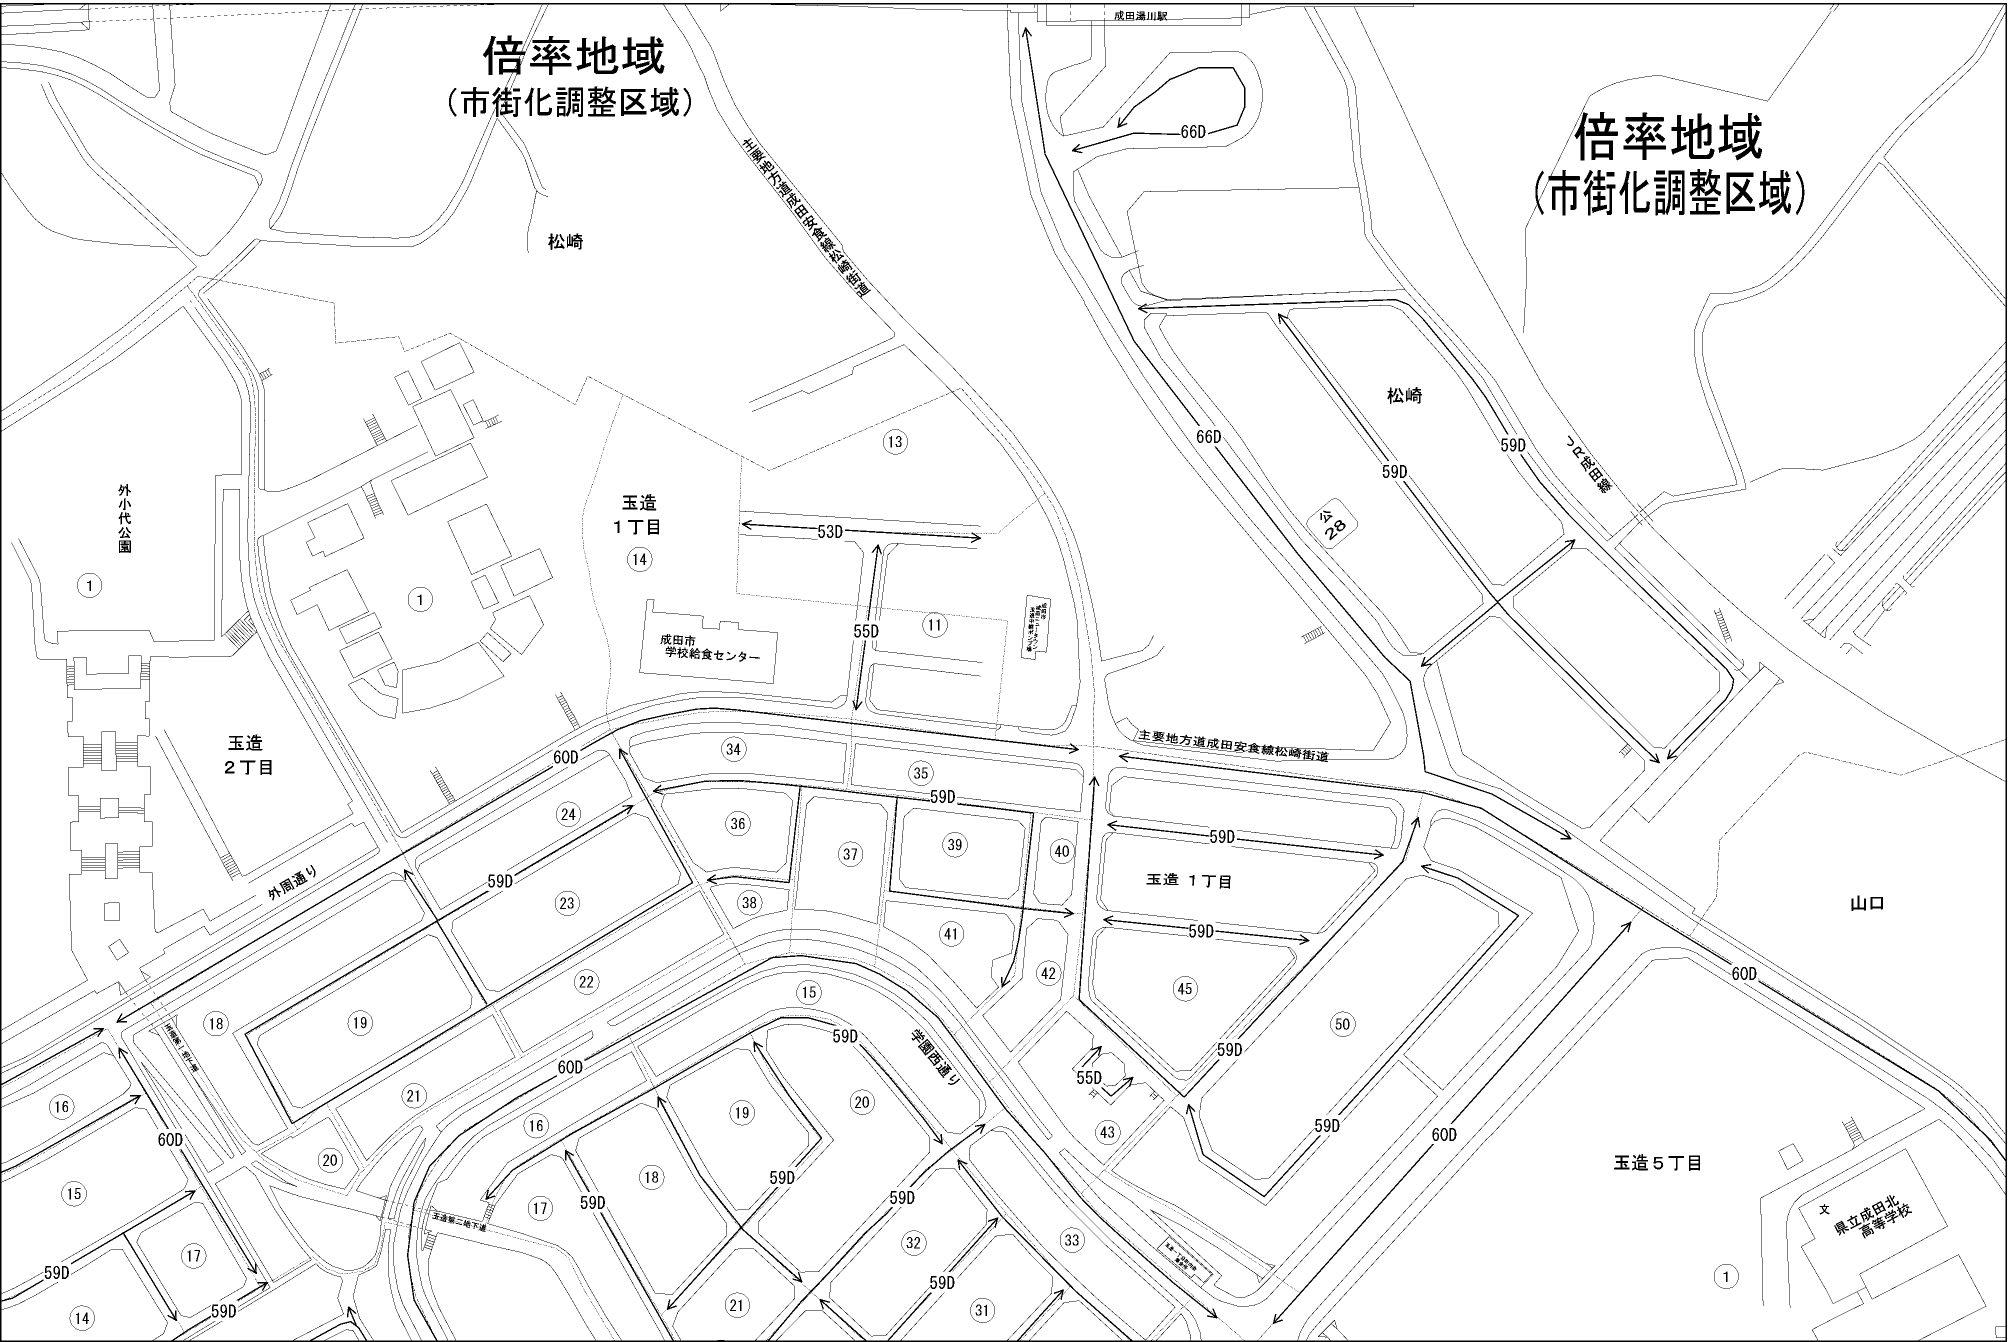 成田湯川駅
倍率地域
(市街化調整区域)
倍率地域
(市街化調整区域)
66D
主要地方道成田安食線松崎街道
松崎
松崎
66D
59D
59D
13
JR成田線
外小代公園
玉造
1丁目
公
28
53D
14
1
1
11
55D
成田市
学校給食センター
玉造
2丁目
34
60D
35
主要地方道成田安食線松崎街道
59D
24
36
37
39
40
59D
外周通り
59D
23
38
玉造 1丁目
山口
41
59D
42
60D
22
18
19
15
45
50
学園西通り
59D
59D
60D
55D
16
21
16
19
20
43
59D
60D
60D
20
18
59D
玉造5丁目
15
17
59D
59D
玉造第二地下道
文
県立成田北
高等学校
17
32
33
59D
59D
1
14
59D
21
31